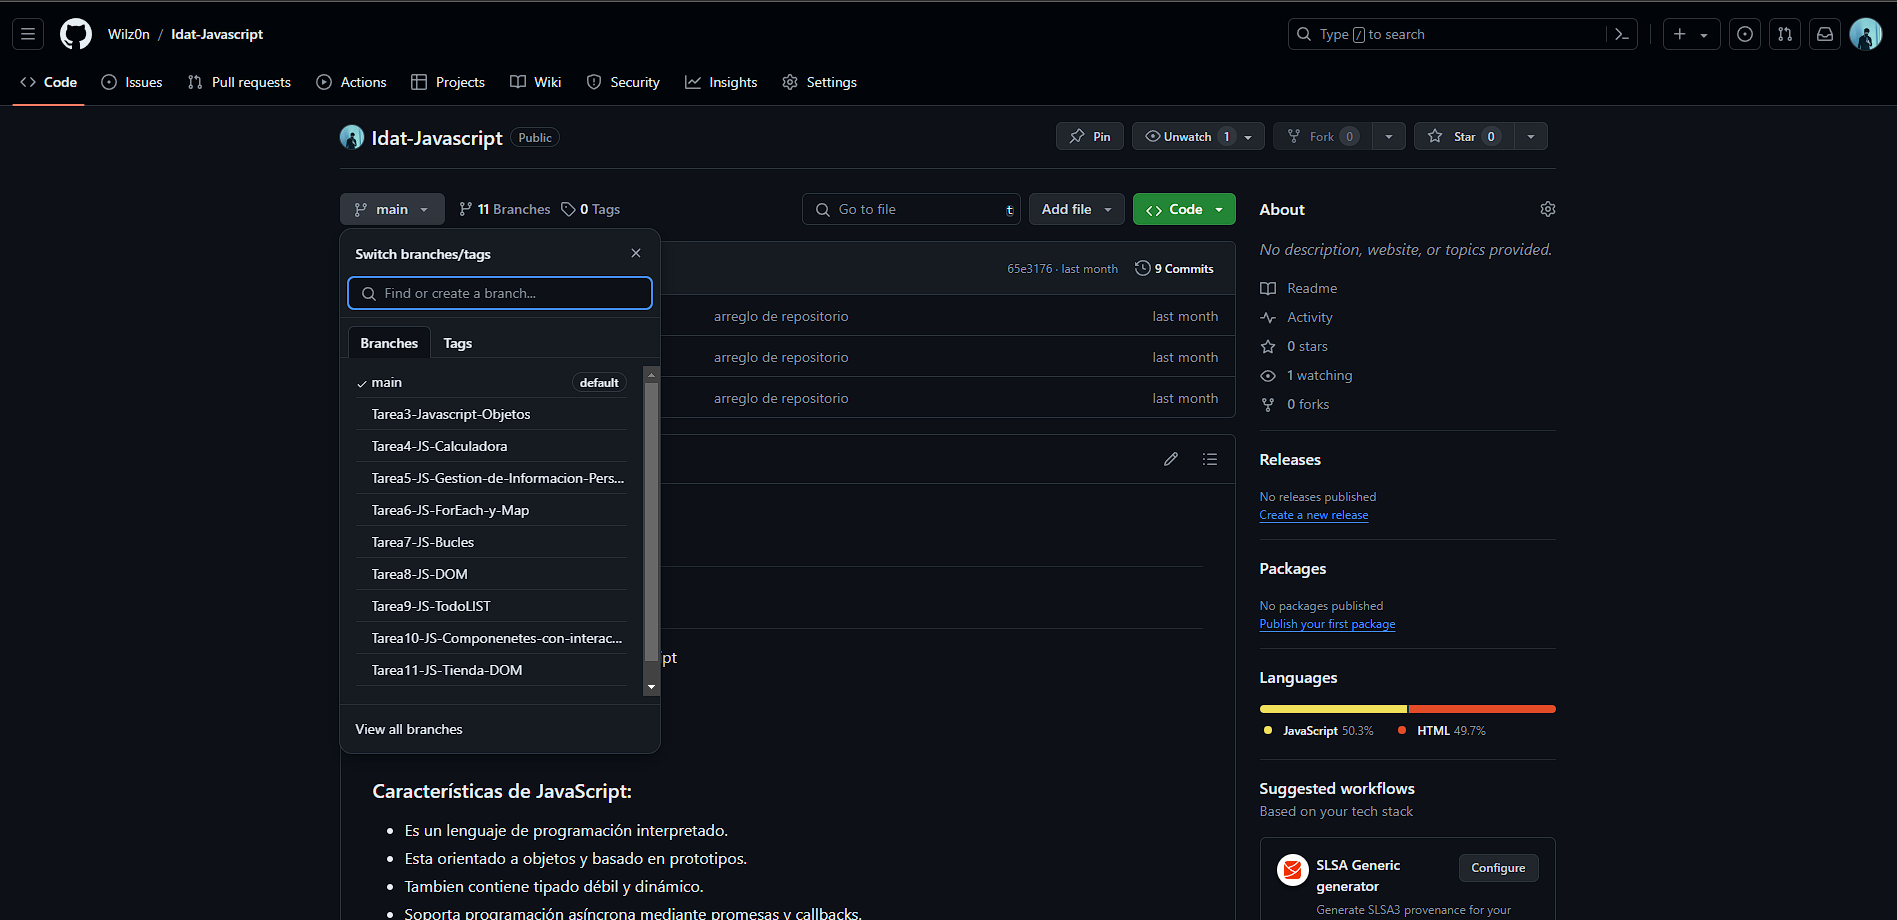 Wilz0n / Idat-Javascript
Type / to search
Code Issues Pull requests Actions Projects Wiki Security Insights Settings
Idat-Javascript Public
Pin Unwatch 1 Fork 0 Star 0
main 11 Branches 0 Tags
Go to file t Add file Code
Switch branches/tags
Find or create a branch...
Branches Tags
main default
Tarea3-Javascript-Objetos
Tarea4-JS-Calculadora
Tarea5-JS-Gestion-de-Informacion-Pers...
Tarea6-JS-ForEach-y-Map
Tarea7-JS-Bucles
Tarea8-JS-DOM
Tarea9-JS-TodoLIST
Tarea10-JS-Componenetes-con-interac...
Tarea11-JS-Tienda-DOM
View all branches
65e3176 · last month 9 Commits
arreglo de repositorio last month
arreglo de repositorio last month
arreglo de repositorio last month
ipt
Características de JavaScript:
Es un lenguaje de programación interpretado.
Esta orientado a objetos y basado en prototipos.
Tambien contiene tipado débil y dinámico.
Soporta programación asíncrona mediante promesas y callbacks.
About
No description, website, or topics provided.
Readme
Activity
0 stars
1 watching
0 forks
Releases
No releases published
Create a new release
Packages
No packages published
Publish your first package
Languages
JavaScript 50.3% HTML 49.7%
Suggested workflows
Based on your tech stack
SLSA Generic
generator
Configure
Generate SLSA3 provenance for your